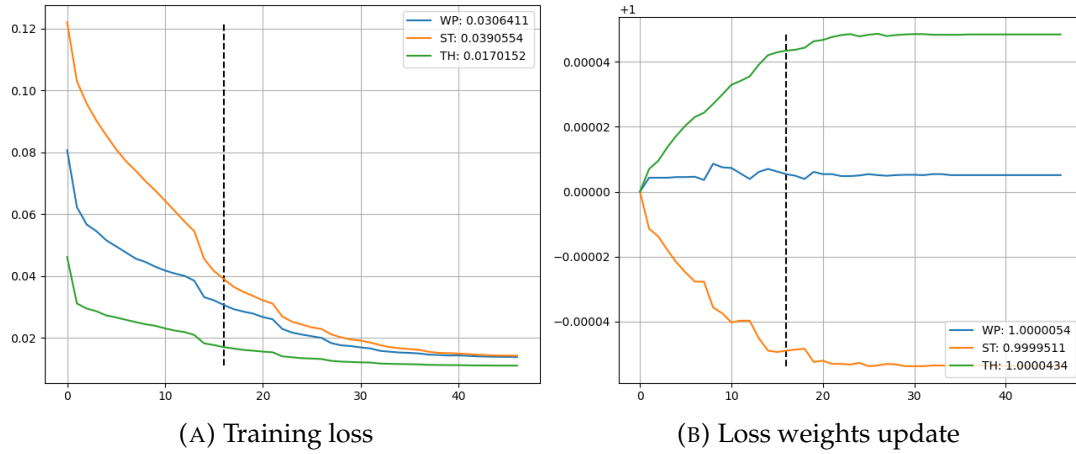 WP: 0.0306411
ST: 0.0390554
TH: 0.0170152
0.12
0.10
0.08
0.06
0.04
0.02
0 10 20 30 40
(A) Training loss
+1
0.00004
0.00002
0.00000
−0.00002
−0.00004
WP: 1.0000054
ST: 0.9999511
TH: 1.0000434
0 10 20 30 40
(B) Loss weights update